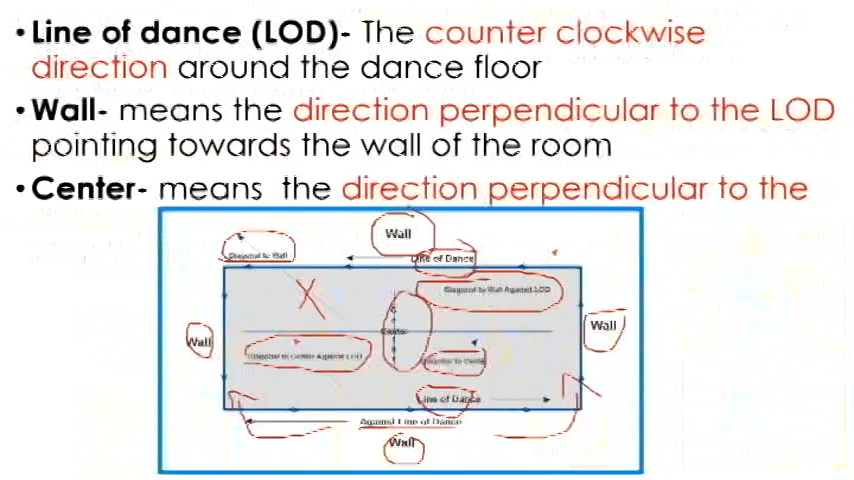 • Line of dance (LOD)- The counter clockwise
direction around the dance floor
• Wall- means the direction perpendicular to the LOD
pointing towards the wall of the room
• Center- means the direction perpendicular to the
Wall
Diagonal to Wall
Line of Dance
Diagonal to Wall Against LOD
Wall
Center
Wall
Diagonal to Center Against LOD
Diagonal to Center
Line of Dance
Against Line of Dance
Wall